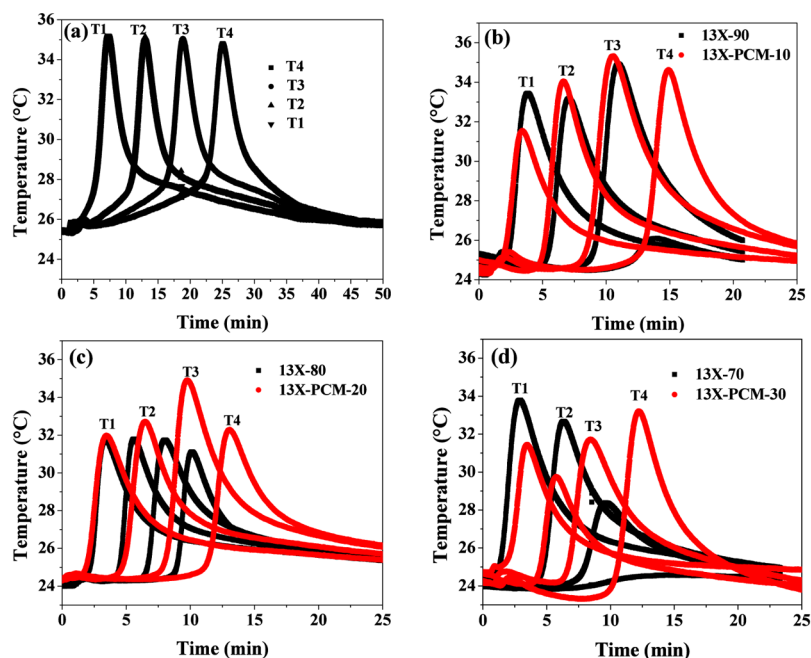 (a)
T1 T2 T3 T4
T4
T3
T2
T1
36
34
32
30
28
26
24
0 5 10 15 20 25 30 35 40 45 50
Temperature (°C)
Time (min)
(b)
13X-90
13X-PCM-10
T1 T2 T3 T4
36
34
32
30
28
26
24
0 5 10 15 20 25
Temperature (°C)
Time (min)
(c)
13X-80
13X-PCM-20
T1 T2 T3 T4
36
34
32
30
28
26
24
0 5 10 15 20 25
Temperature (°C)
Time (min)
(d)
13X-70
13X-PCM-30
T1 T2 T3 T4
36
34
32
30
28
26
24
0 5 10 15 20 25
Temperature (°C)
Time (min)